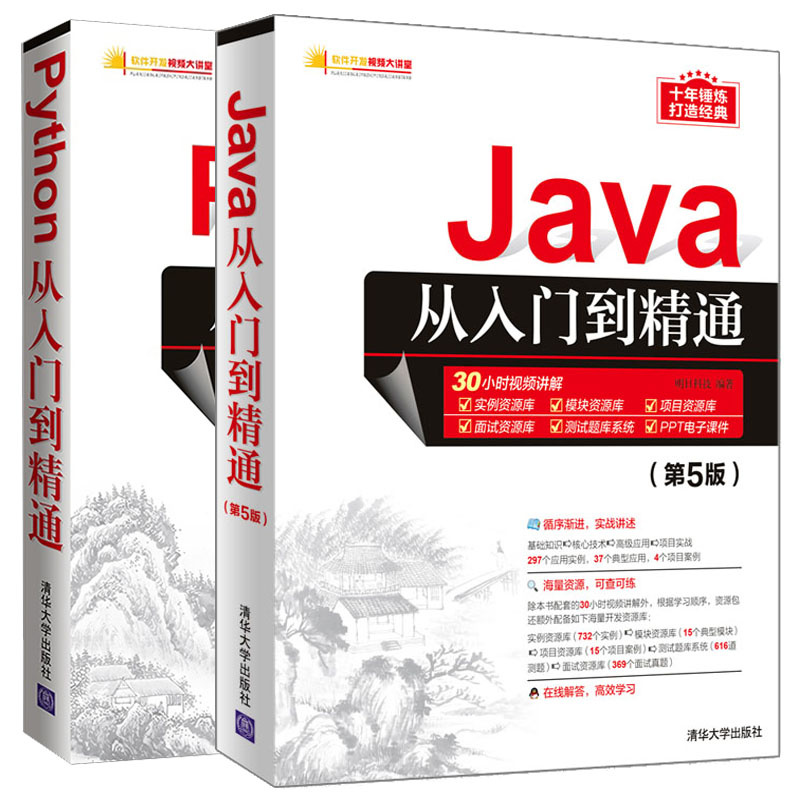 Python从入门到精通
清华大学出版社
软件开发视频大讲堂
P
Java从入门到精通
(第5版)
清华大学出版社
软件开发视频大讲堂
十年锤炼
打造经典
Java
从入门到精通
30小时视频讲解
明日科技 编著
实例资源库 模块资源库 项目资源库
面试资源库 测试题库系统 PPT电子课件
(第5版)
循序渐进，实战讲述
基础知识➪核心技术➪高级应用➪项目实战
297个应用实例，37个典型应用，4个项目案例
海量资源，可查可练
除本书配套的30小时视频讲解外，根据学习顺序，资源包
还额外配备如下海量开发资源库：
实例资源库（732个实例）➪模块资源库（15个典型模块）
➪项目资源库（15个项目案例）➪测试题库系统（616道
测题）➪面试资源库（369个面试真题）
在线解答，高效学习
清华大学出版社